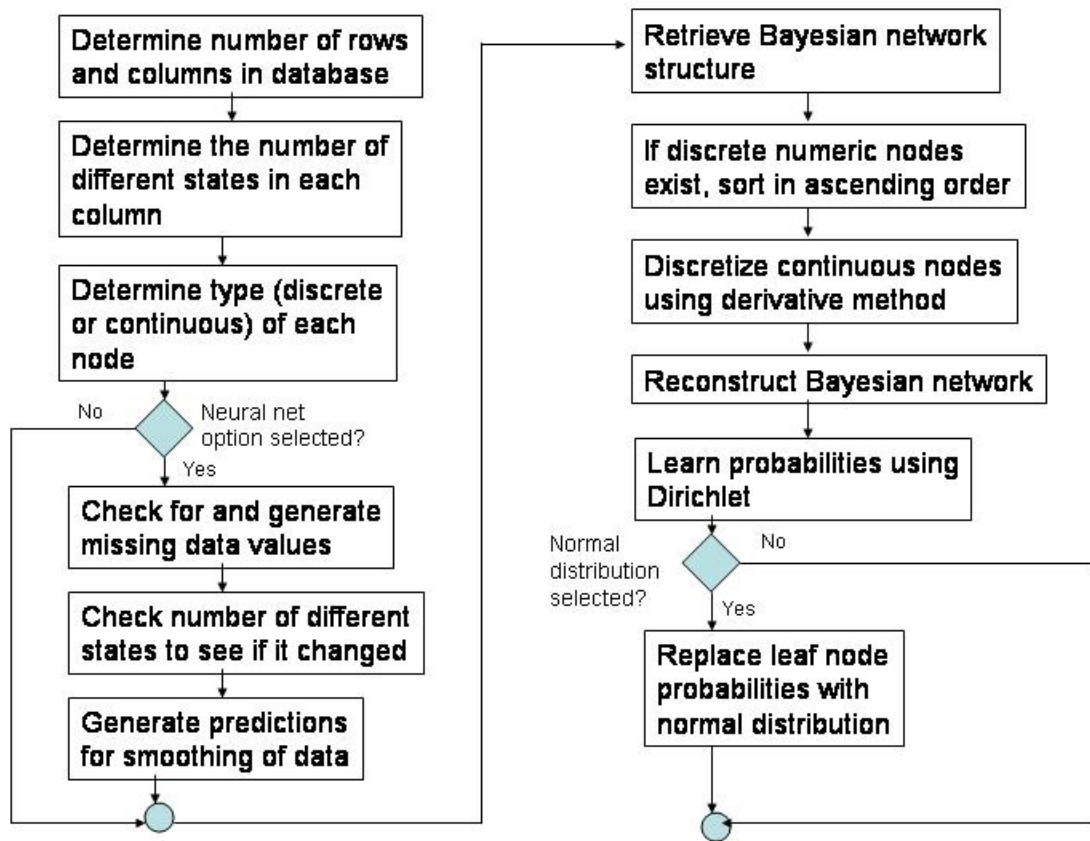 Determine number of rows
and columns in database
Determine the number of
different states in each
column
Determine type (discrete
or continuous) of each
node
No
Neural net
option selected?
Yes
Check for and generate
missing data values
Check number of different
states to see if it changed
Generate predictions
for smoothing of data
Retrieve Bayesian network
structure
If discrete numeric nodes
exist, sort in ascending order
Discretize continuous nodes
using derivative method
Reconstruct Bayesian network
Learn probabilities using
Dirichlet
Normal
distribution
selected?
No
Yes
Replace leaf node
probabilities with
normal distribution